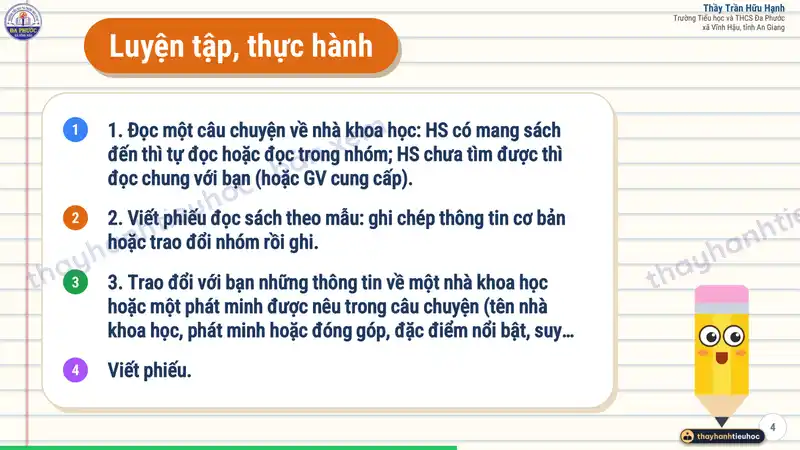 Thầy Trần Hữu Hạnh
Trường Tiểu học và THCS Đa Phước
xã Vĩnh Hậu, tỉnh An Giang
ĐA PHƯỚC
Luyện tập, thực hành
1
1. Đọc một câu chuyện về nhà khoa học: HS có mang sách
đến thì tự đọc hoặc đọc trong nhóm; HS chưa tìm được thì
đọc chung với bạn (hoặc GV cung cấp).
2
2. Viết phiếu đọc sách theo mẫu: ghi chép thông tin cơ bản
hoặc trao đổi nhóm rồi ghi.
3
3. Trao đổi với bạn những thông tin về một nhà khoa học
hoặc một phát minh được nêu trong câu chuyện (tên nhà
khoa học, phát minh hoặc đóng góp, đặc điểm nổi bật, suy…
4
Viết phiếu.
4
thayhanhtieuhoc